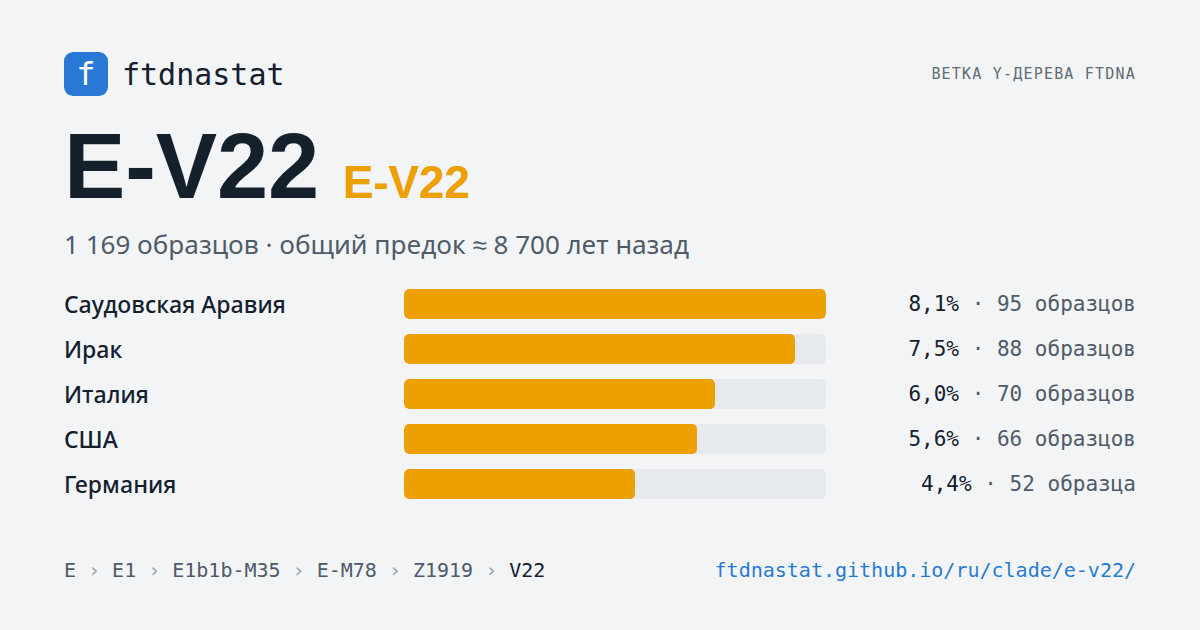 f ftdnastat
ВЕТКА Y-ДЕРЕВА FTDNA
E-V22 E-V22
1 169 образцов · общий предок ≈ 8 700 лет назад
Саудовская Аравия 8,1% · 95 образцов
Ирак 7,5% · 88 образцов
Италия 6,0% · 70 образцов
США 5,6% · 66 образцов
Германия 4,4% · 52 образца
E › E1 › E1b1b-M35 › E-M78 › Z1919 › V22
ftdnastat.github.io/ru/clade/e-v22/